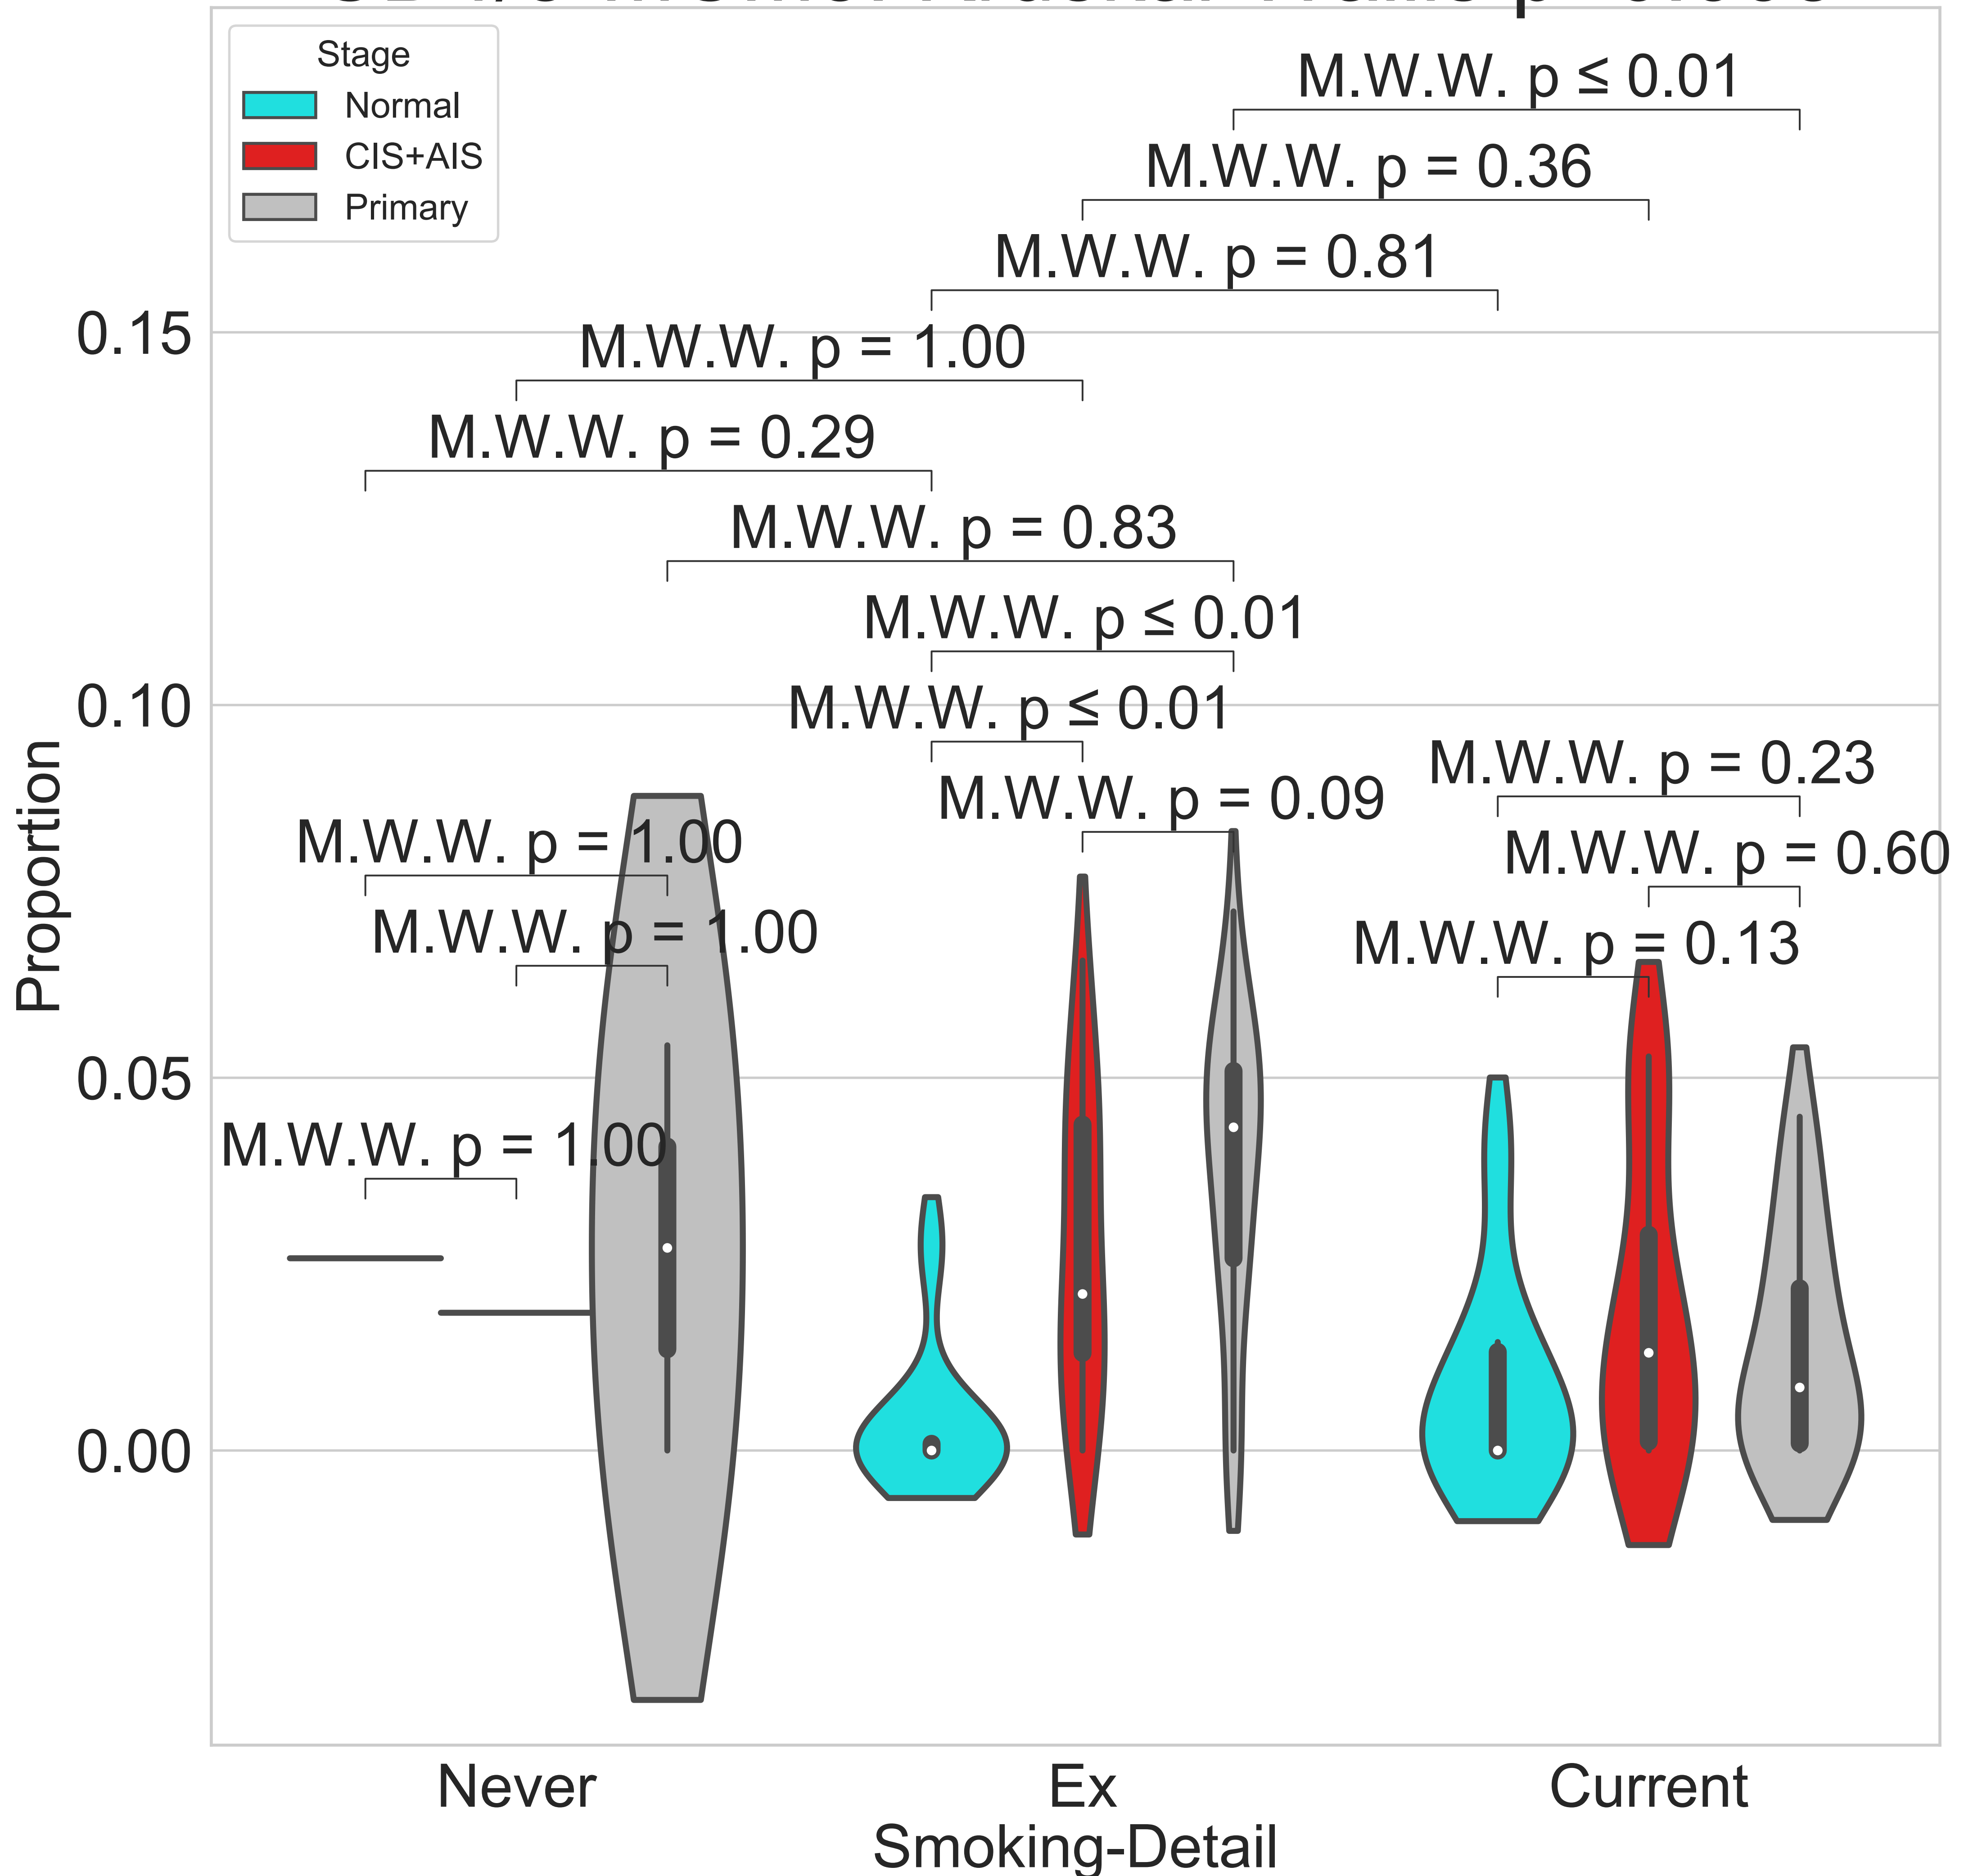 Stage
Normal
CIS+AIS
Primary
M.W.W. p ≤ 0.01
M.W.W. p = 0.36
M.W.W. p = 0.81
M.W.W. p = 1.00
M.W.W. p = 0.29
M.W.W. p = 0.83
M.W.W. p ≤ 0.01
M.W.W. p ≤ 0.01
M.W.W. p = 0.09
M.W.W. p = 0.23
M.W.W. p = 0.60
M.W.W. p = 0.13
M.W.W. p = 1.00
M.W.W. p = 1.00
M.W.W. p = 1.00
0.15
0.10
0.05
0.00
Proportion
Never
Ex
Current
Smoking-Detail